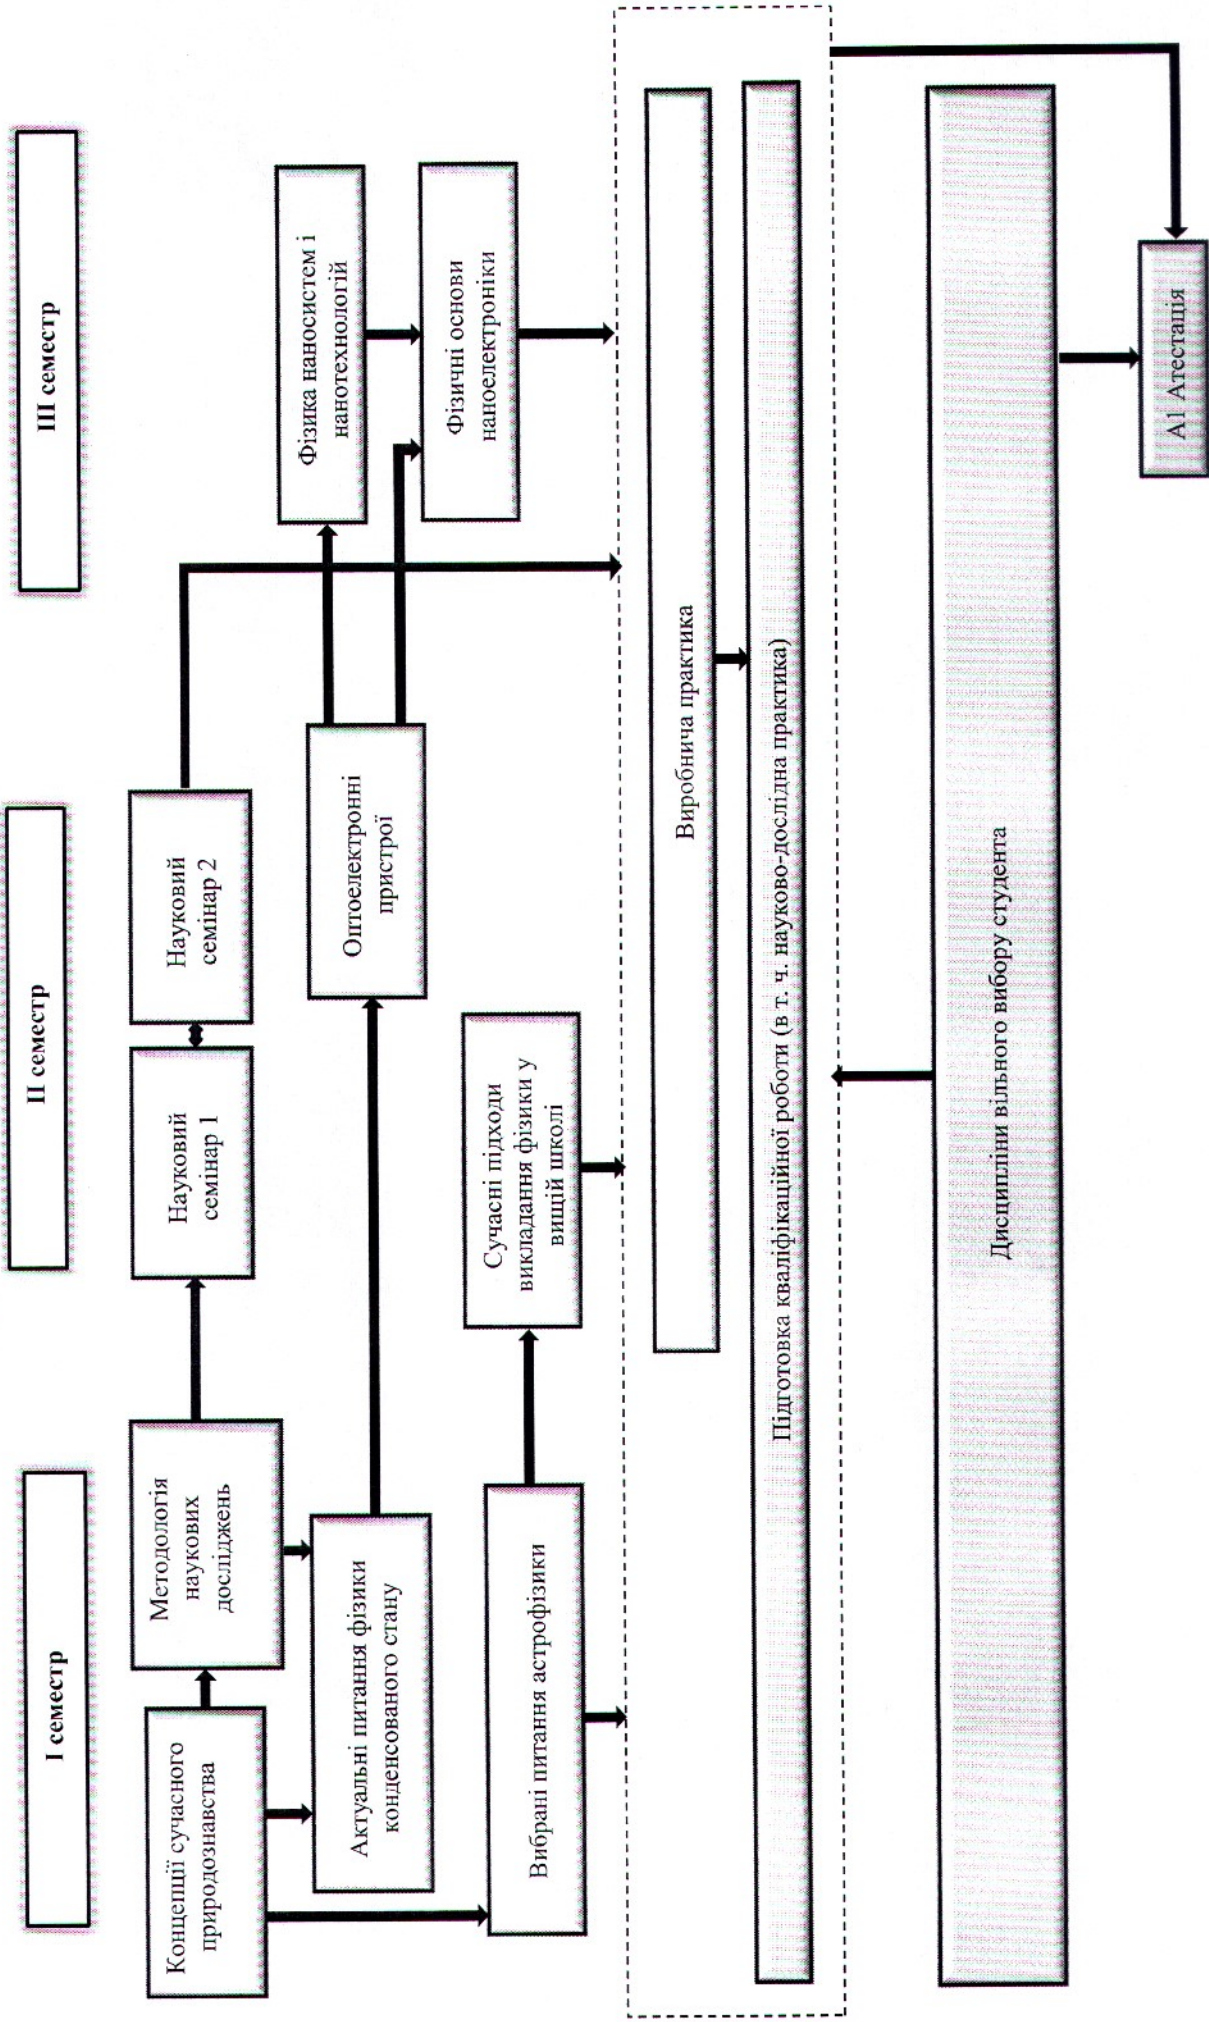 I семестр
II семестр
III семестр
Концепції сучасного
природознавства
Методологія
наукових
досліджень
Науковий
семінар 1
Науковий
семінар 2
Актуальні питання фізики
конденсованого стану
Оптоелектронні
пристрої
Фізика наносистем і
нанотехнологій
Фізичні основи
наноелектроніки
Вибрані питання астрофізики
Сучасні підходи
викладання фізики у
вищій школі
Виробнича практика
Підготовка кваліфікаційної роботи (в т. ч. науково-дослідна практика)
Дисципліни вільного вибору студента
А1 Атестація